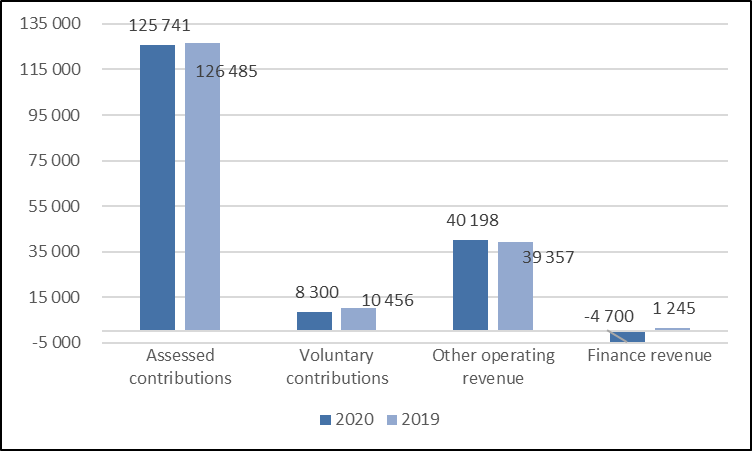 135 000
115 000
95 000
75 000
55 000
35 000
15 000
-5 000
125 741
126 485
8 300
10 456
40 198
39 357
-4 700
1 245
Assessed
contributions
Voluntary
contributions
Other operating
revenue
Finance revenue
2020
2019